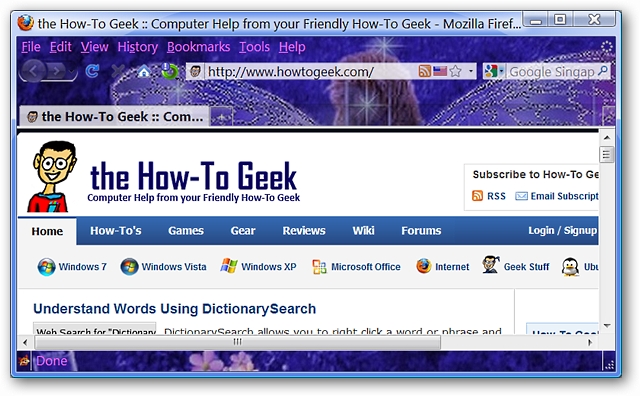 the How-To Geek :: Computer Help from your Friendly How-To Geek - Mozilla Firef...
File Edit View History Bookmarks Tools Help
http://www.howtogeek.com/ Google Singap
the How-To Geek :: Com...
the How-To Geek
Computer Help from your Friendly How-To Geek
Subscribe to How-To Ge
RSS Email Subscript
Home How-To's Games Gear Reviews Wiki Forums Login / Signup
Windows 7 Windows Vista Windows XP Microsoft Office Internet Geek Stuff Ubu
Understand Words Using DictionarySearch
Web Search for "Dictionary DictionarySearch allows you to right click a word or phrase and
How-To Geek
Done